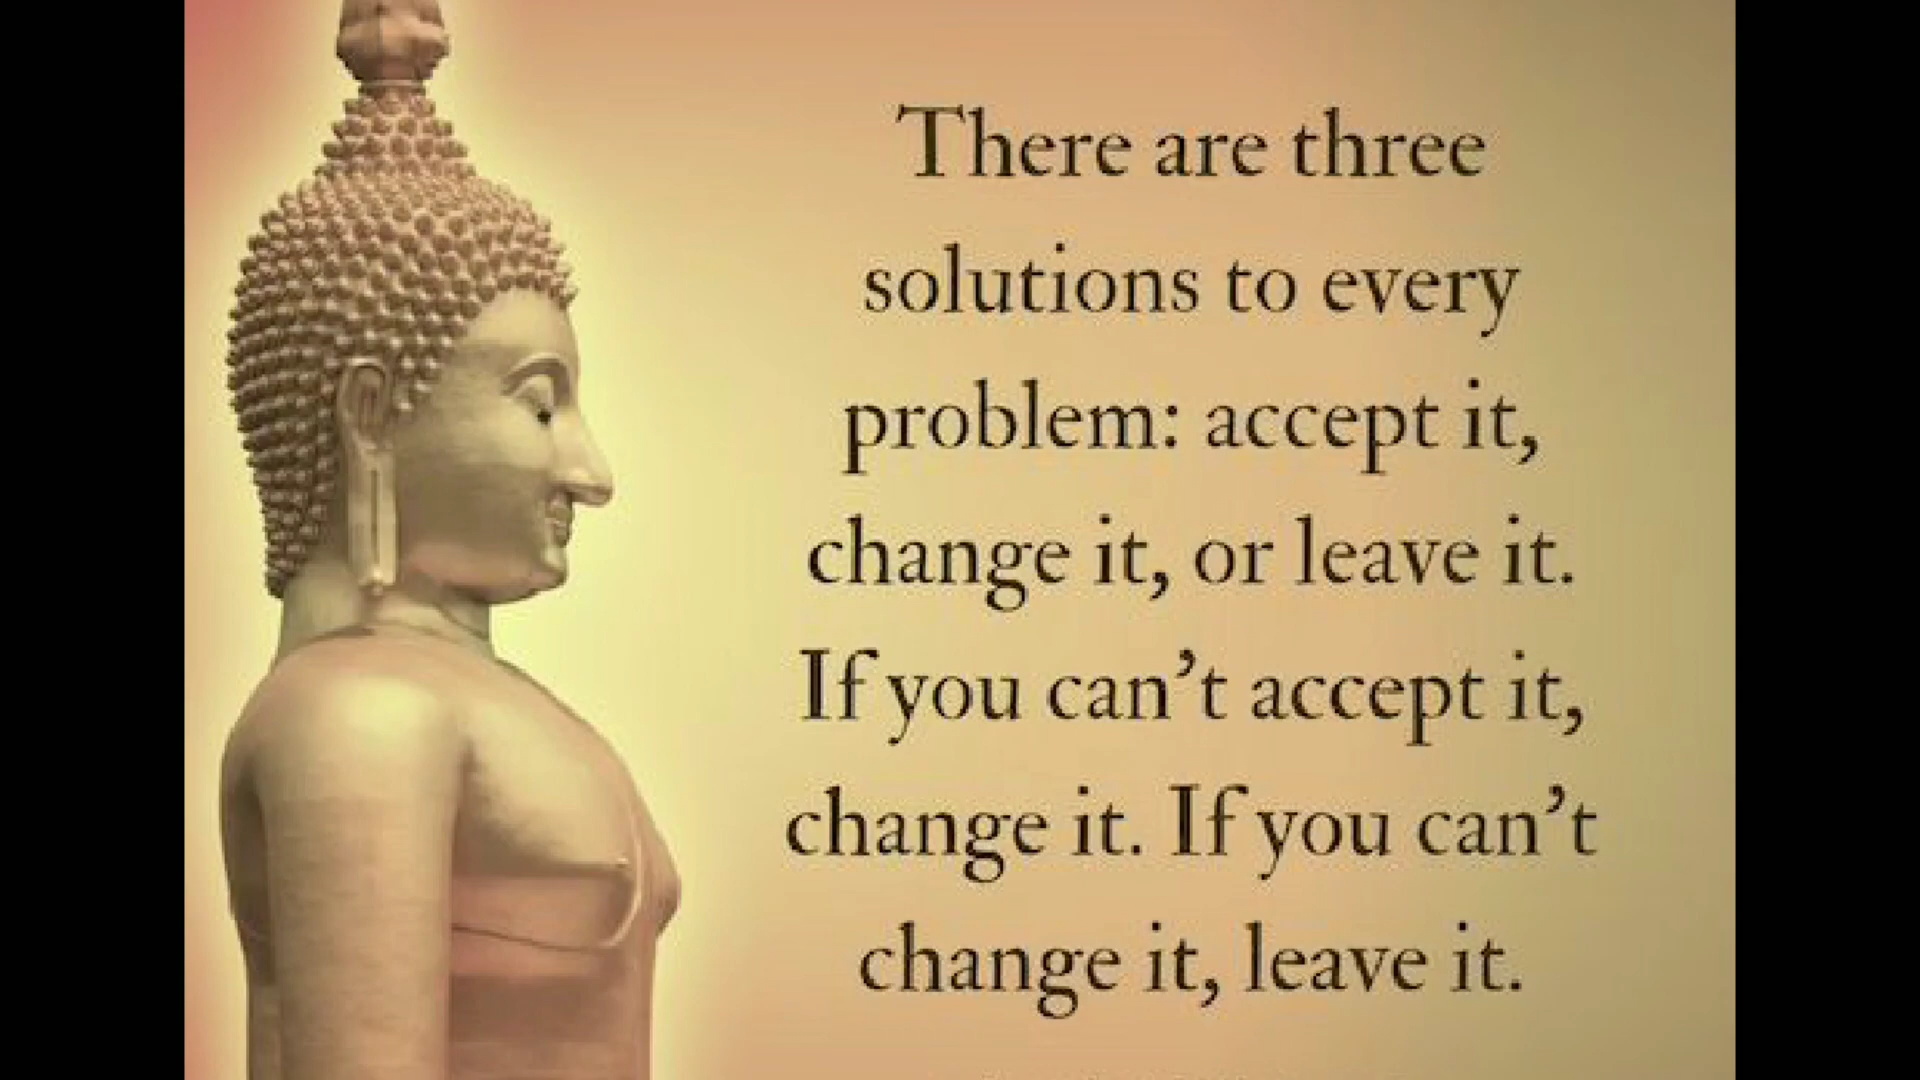 There are three
solutions to every
problem: accept it,
change it, or leave it.
If you can't accept it,
change it. If you can't
change it, leave it.